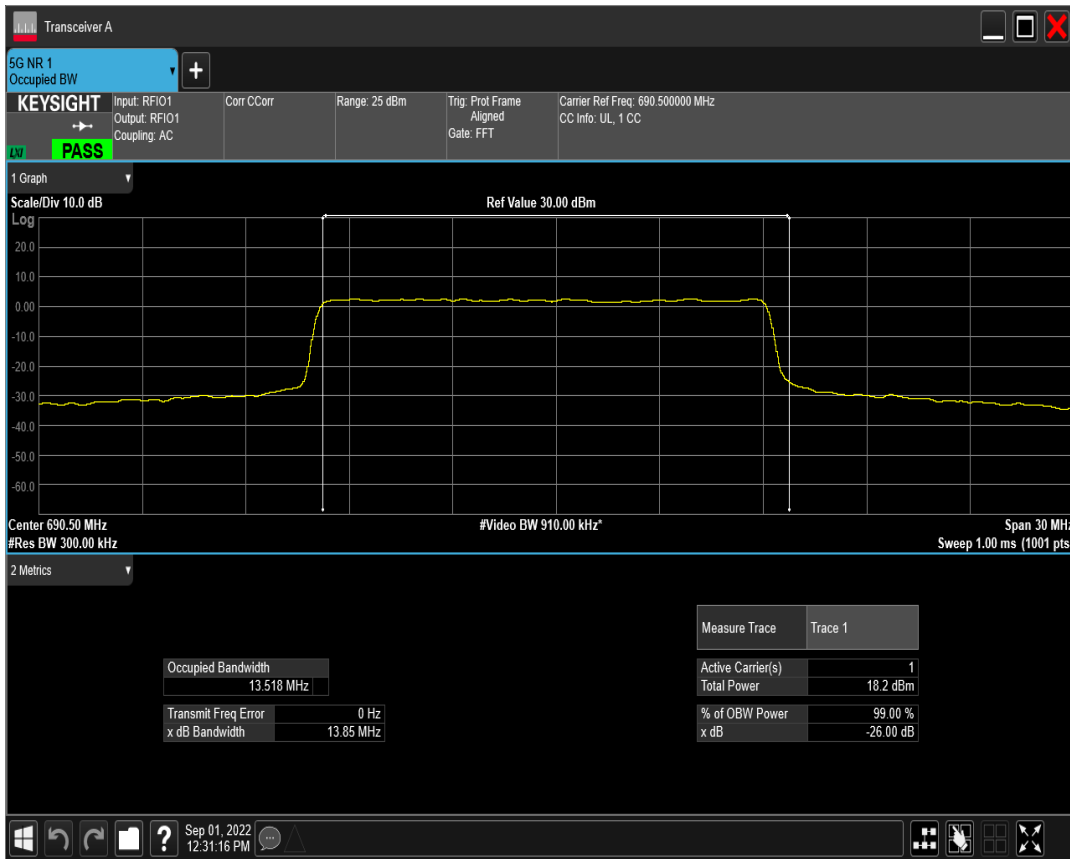 Transceiver A
5G NR 1
Occupied BW
KEYSIGHT
LXI
PASS
Input: RFIO1
Output: RFIO1
Coupling: AC
Corr CCorr
Range: 25 dBm
Trig: Prot Frame
Aligned
Gate: FFT
Carrier Ref Freq: 690.500000 MHz
CC Info: UL, 1 CC
1 Graph
Scale/Div 10.0 dB
Ref Value 30.00 dBm
Log
20.0
10.0
0.00
-10.0
-20.0
-30.0
-40.0
-50.0
-60.0
Center 690.50 MHz
#Video BW 910.00 kHz*
Span 30 MHz
#Res BW 300.00 kHz
Sweep 1.00 ms (1001 pts
2 Metrics
Measure Trace Trace 1
Occupied Bandwidth
13.518 MHz
Active Carrier(s) 1
Total Power 18.2 dBm
Transmit Freq Error 0 Hz
x dB Bandwidth 13.85 MHz
% of OBW Power 99.00 %
x dB -26.00 dB
?
Sep 01, 2022
12:31:16 PM